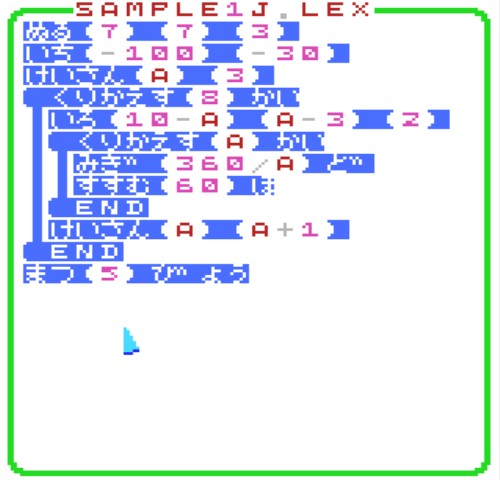 SAMPLE1J.LEX
ぬる(7)(7)(3)
いち(-100)(-30)
けいさん(A)(3)
くりかえす(8)かい
いろ(10-A)(A-3)(2)
くりかえす(A)かい
みぎ(360/A)ど
すすむ(60)ほ
END
けいさん(A)(A+1)
END
まつ(5)びょう